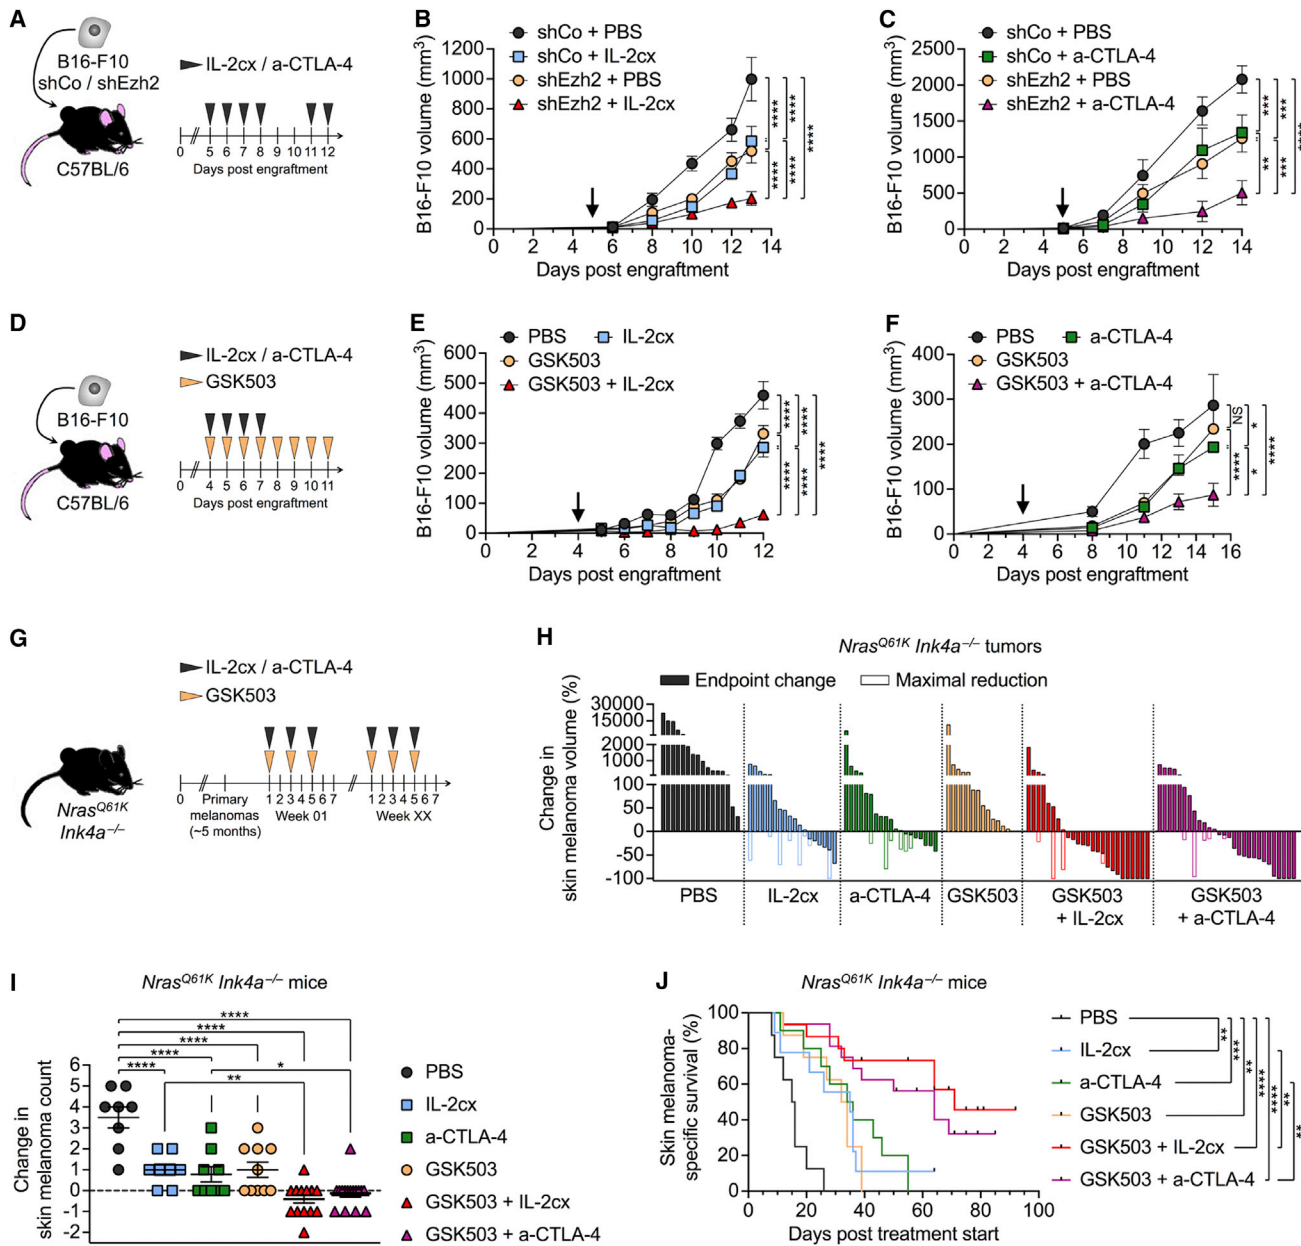 A
B16-F10
shCo / shEzh2
C57BL/6
IL-2cx / a-CTLA-4
0 5 6 7 8 9 10 11 12
Days post engraftment
B
shCo + PBS
shCo + IL-2cx
shEzh2 + PBS
shEzh2 + IL-2cx
B16-F10 volume (mm³)
1200
1000
800
600
400
200
0
0 2 4 6 8 10 12 14
Days post engraftment
**** **** ****
**** ****
C
shCo + PBS
shCo + a-CTLA-4
shEzh2 + PBS
shEzh2 + a-CTLA-4
B16-F10 volume (mm³)
2500
2000
1500
1000
500
0
0 2 4 6 8 10 12 14
Days post engraftment
*** *** ****
** ***
D
IL-2cx / a-CTLA-4
GSK503
B16-F10
C57BL/6
0 4 5 6 7 8 9 10 11
Days post engraftment
E
PBS IL-2cx
GSK503
GSK503 + IL-2cx
B16-F10 volume (mm³)
600
500
400
300
200
100
0
0 2 4 6 8 10 12
Days post engraftment
**** **** ****
**** ****
F
PBS a-CTLA-4
GSK503
GSK503 + a-CTLA-4
B16-F10 volume (mm³)
400
300
200
100
0
0 2 4 6 8 10 12 14 16
Days post engraftment
NS * ****
**** *
G
IL-2cx / a-CTLA-4
GSK503
Nras^Q61K
Ink4a−/−
0 Primary
melanomas
(~5 months)
1 2 3 4 5 6 7
Week 01
1 2 3 4 5 6 7
Week XX
H
Nras^Q61K Ink4a−/− tumors
Endpoint change Maximal reduction
Change in
skin melanoma volume (%)
30000
15000
2000
1000
100
50
0
-50
-100
PBS IL-2cx a-CTLA-4 GSK503 GSK503
+ IL-2cx
GSK503
+ a-CTLA-4
I
Nras^Q61K Ink4a−/− mice
Change in
skin melanoma count
6
5
4
3
2
1
0
-1
-2
****
****
****
**** *
**** **
PBS
IL-2cx
a-CTLA-4
GSK503
GSK503 + IL-2cx
GSK503 + a-CTLA-4
J
Nras^Q61K Ink4a−/− mice
Skin melanoma-
specific survival (%)
100
80
60
40
20
0
0 20 40 60 80 100
Days post treatment start
PBS
IL-2cx
a-CTLA-4
GSK503
GSK503 + IL-2cx
GSK503 + a-CTLA-4
** *** ** **** **** ** **